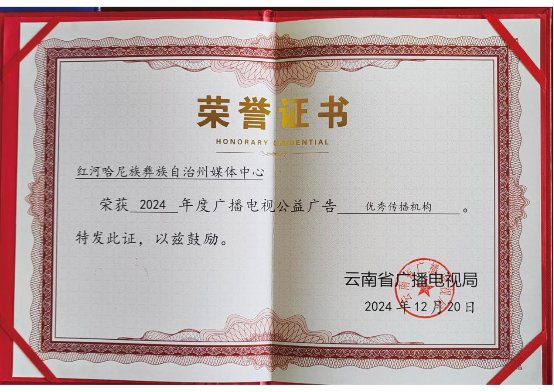 荣誉证书
HONORARY CREDENTIAL
红河哈尼族彝族自治州媒体中心
荣获 2024 年度广播电视公益广告 优秀传播机构 。
特发此证，以兹鼓励。
云南省广播电视局
2024 年 12 月 20 日